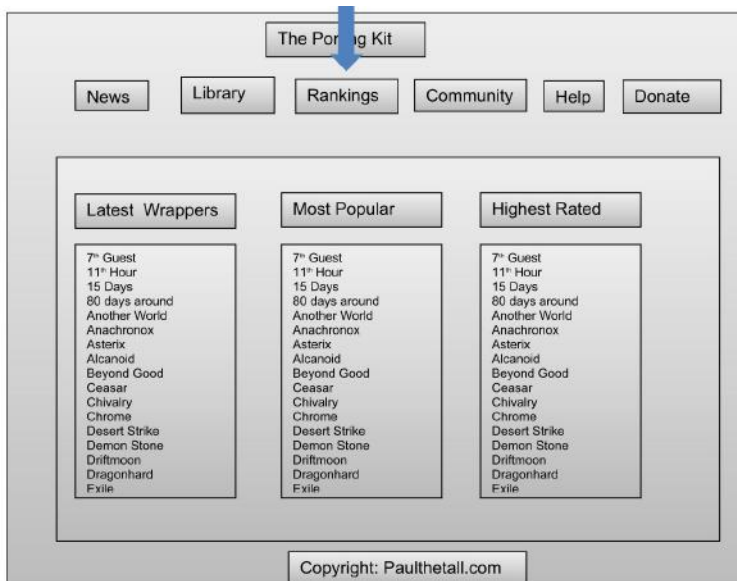 The Porting Kit
News
Library
Rankings
Community
Help
Donate
Latest Wrappers
Most Popular
Highest Rated
7th Guest
11th Hour
15 Days
80 days around
Another World
Anachronox
Asterix
Alcanoid
Beyond Good
Ceasar
Chivalry
Chrome
Desert Strike
Demon Stone
Driftmoon
Dragonhard
Exile
7th Guest
11th Hour
15 Days
80 days around
Another World
Anachronox
Asterix
Alcanoid
Beyond Good
Ceasar
Chivalry
Chrome
Desert Strike
Demon Stone
Driftmoon
Dragonhard
Exile
7th Guest
11th Hour
15 Days
80 days around
Another World
Anachronox
Asterix
Alcanoid
Beyond Good
Ceasar
Chivalry
Chrome
Desert Strike
Demon Stone
Driftmoon
Dragonhard
Exile
Copyright: Paulthetall.com